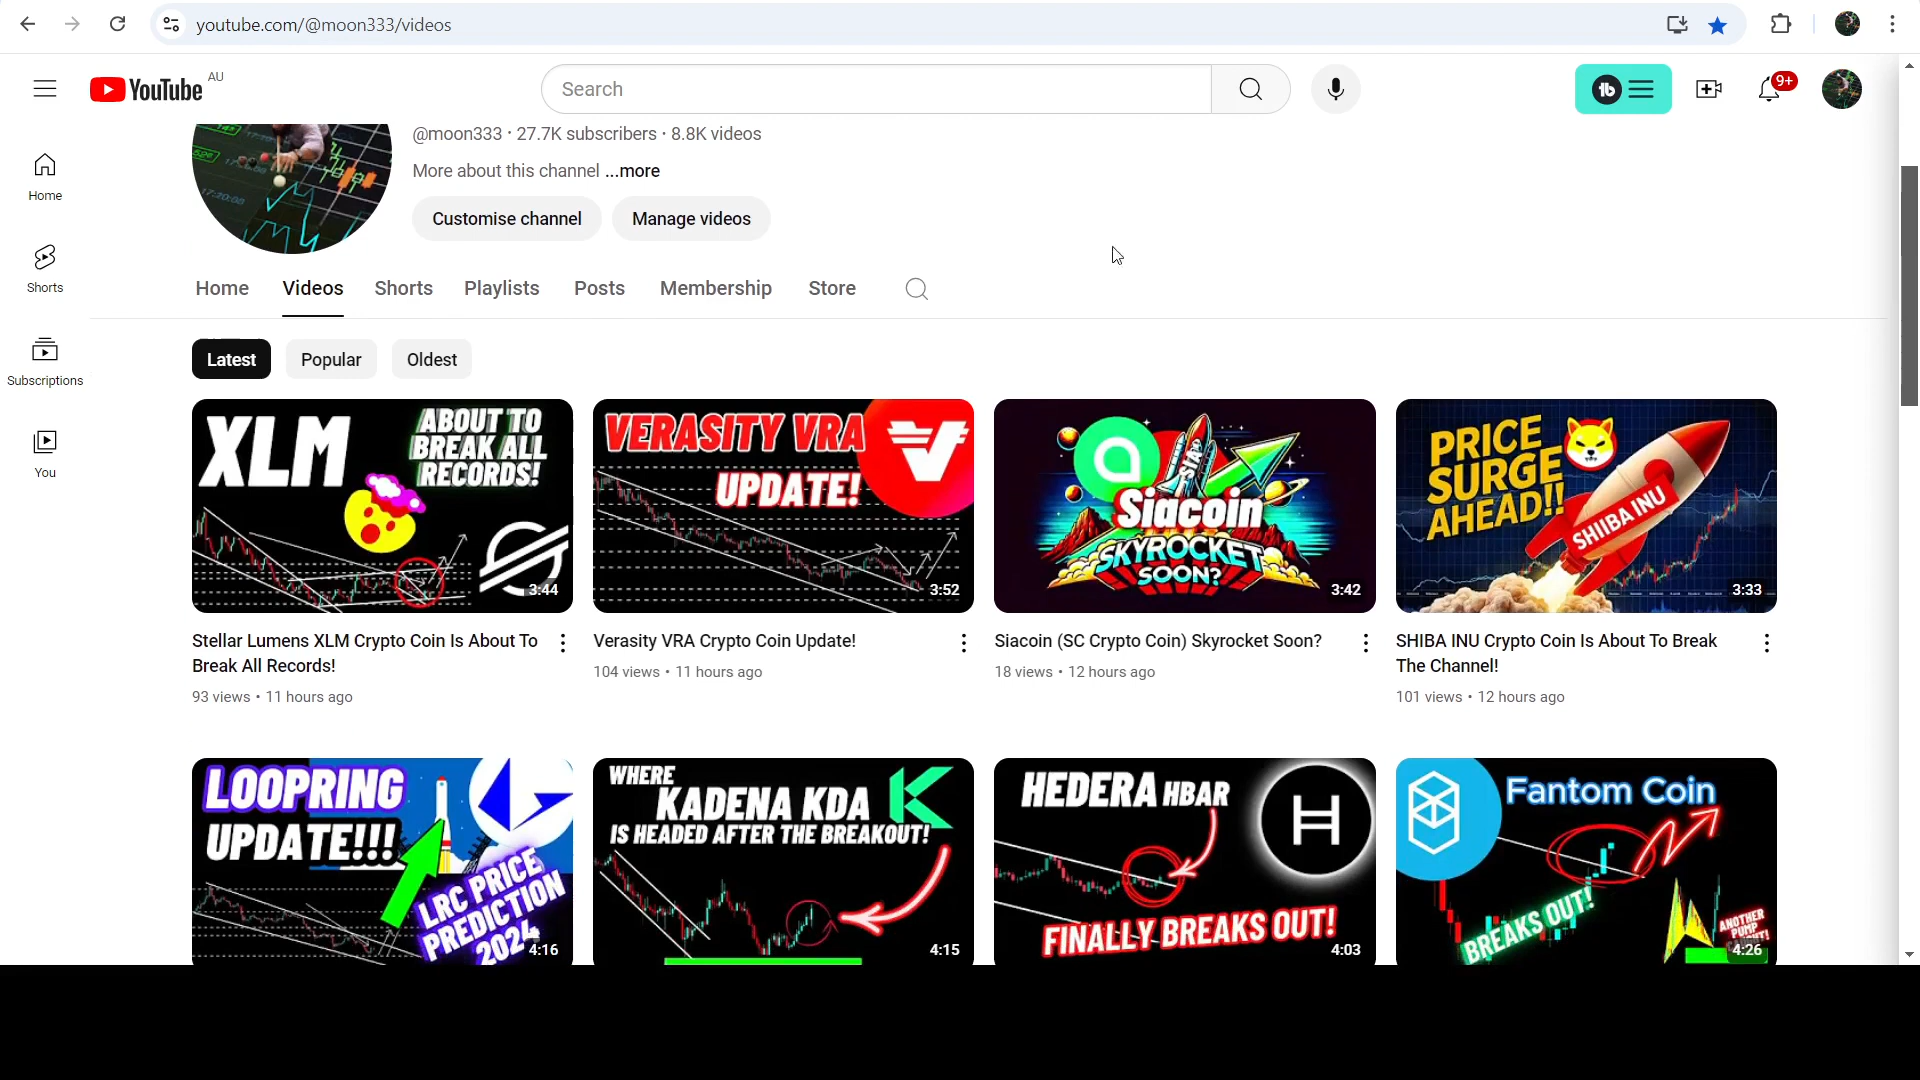 youtube.com/@moon333/videos
YouTube AU
Search
9+
@moon333 · 27.7K subscribers · 8.8K videos
More about this channel ...more
Customise channel
Manage videos
Home
Shorts
Subscriptions
You
Home
Videos
Shorts
Playlists
Posts
Membership
Store
Latest
Popular
Oldest
XLM
ABOUT TO
BREAK ALL
RECORDS!
3:44
VERASITY VRA
UPDATE!
3:52
SIA
Siacoin
SKYROCKET
SOON?
3:42
PRICE
SURGE
AHEAD!!
SHIIBA INU
3:33
Stellar Lumens XLM Crypto Coin Is About To
Break All Records!
93 views • 11 hours ago
Verasity VRA Crypto Coin Update!
104 views • 11 hours ago
Siacoin (SC Crypto Coin) Skyrocket Soon?
18 views • 12 hours ago
SHIBA INU Crypto Coin Is About To Break
The Channel!
101 views • 12 hours ago
LOOPRING
UPDATE!!!
LRC PRICE
PREDICTION
2024
4:16
WHERE
KADENA KDA
IS HEADED AFTER THE BREAKOUT!
4:15
HEDERA HBAR
FINALLY BREAKS OUT!
4:03
Fantom Coin
BREAKS OUT!
ANOTHER
PUMP
4:26